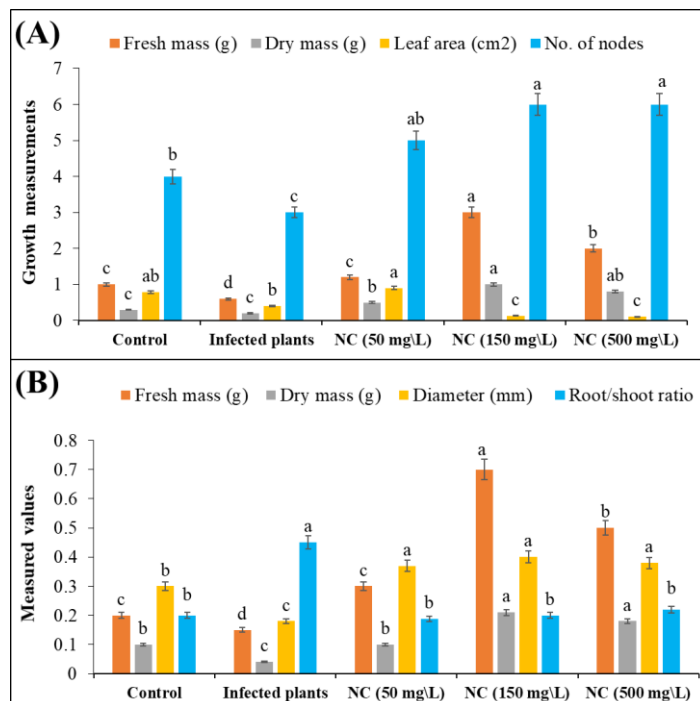 (A)
Fresh mass (g) Dry mass (g) Leaf area (cm2) No. of nodes
Growth measurements
7
6
5
4
3
2
1
0
c b ab b
d c b c
c b a ab
a a c a
b ab c a
Control Infected plants NC (50 mg\L) NC (150 mg\L) NC (500 mg\L)
(B)
Fresh mass (g) Dry mass (g) Diameter (mm) Root/shoot ratio
Measured values
0.8
0.7
0.6
0.5
0.4
0.3
0.2
0.1
0
c b b b
d c c a
c b a b
a a a b
b a a b
Control Infected plants NC (50 mg\L) NC (150 mg\L) NC (500 mg\L)